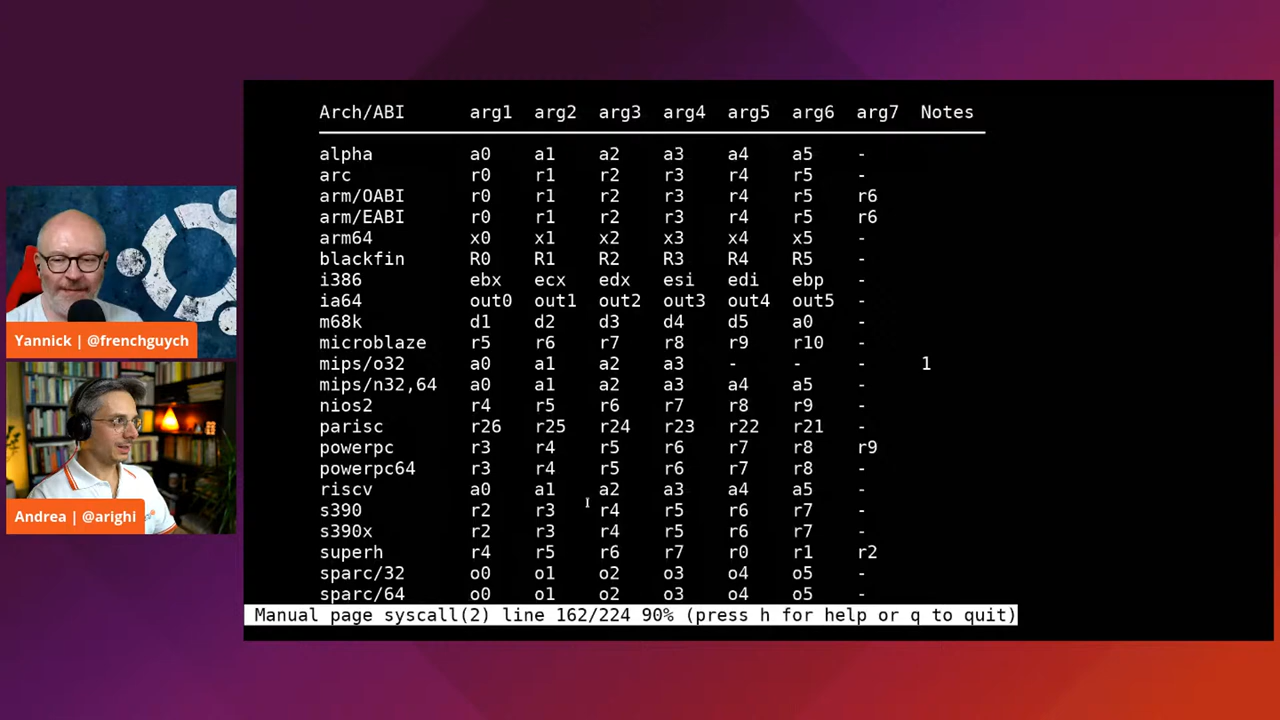 Arch/ABI arg1 arg2 arg3 arg4 arg5 arg6 arg7 Notes
alpha a0 a1 a2 a3 a4 a5 -
arc r0 r1 r2 r3 r4 r5 -
arm/OABI r0 r1 r2 r3 r4 r5 r6
arm/EABI r0 r1 r2 r3 r4 r5 r6
arm64 x0 x1 x2 x3 x4 x5 -
blackfin R0 R1 R2 R3 R4 R5 -
i386 ebx ecx edx esi edi ebp -
ia64 out0 out1 out2 out3 out4 out5 -
m68k d1 d2 d3 d4 d5 a0 -
microblaze r5 r6 r7 r8 r9 r10 -
mips/o32 a0 a1 a2 a3 - - - 1
mips/n32,64 a0 a1 a2 a3 a4 a5 -
nios2 r4 r5 r6 r7 r8 r9 -
parisc r26 r25 r24 r23 r22 r21 -
powerpc r3 r4 r5 r6 r7 r8 r9
powerpc64 r3 r4 r5 r6 r7 r8 -
riscv a0 a1 a2 a3 a4 a5 -
s390 r2 r3 r4 r5 r6 r7 -
s390x r2 r3 r4 r5 r6 r7 -
superh r4 r5 r6 r7 r0 r1 r2
sparc/32 o0 o1 o2 o3 o4 o5 -
sparc/64 o0 o1 o2 o3 o4 o5 -
Manual page syscall(2) line 162/224 90% (press h for help or q to quit)
Yannick | @frenchguych
Andrea | @arighi